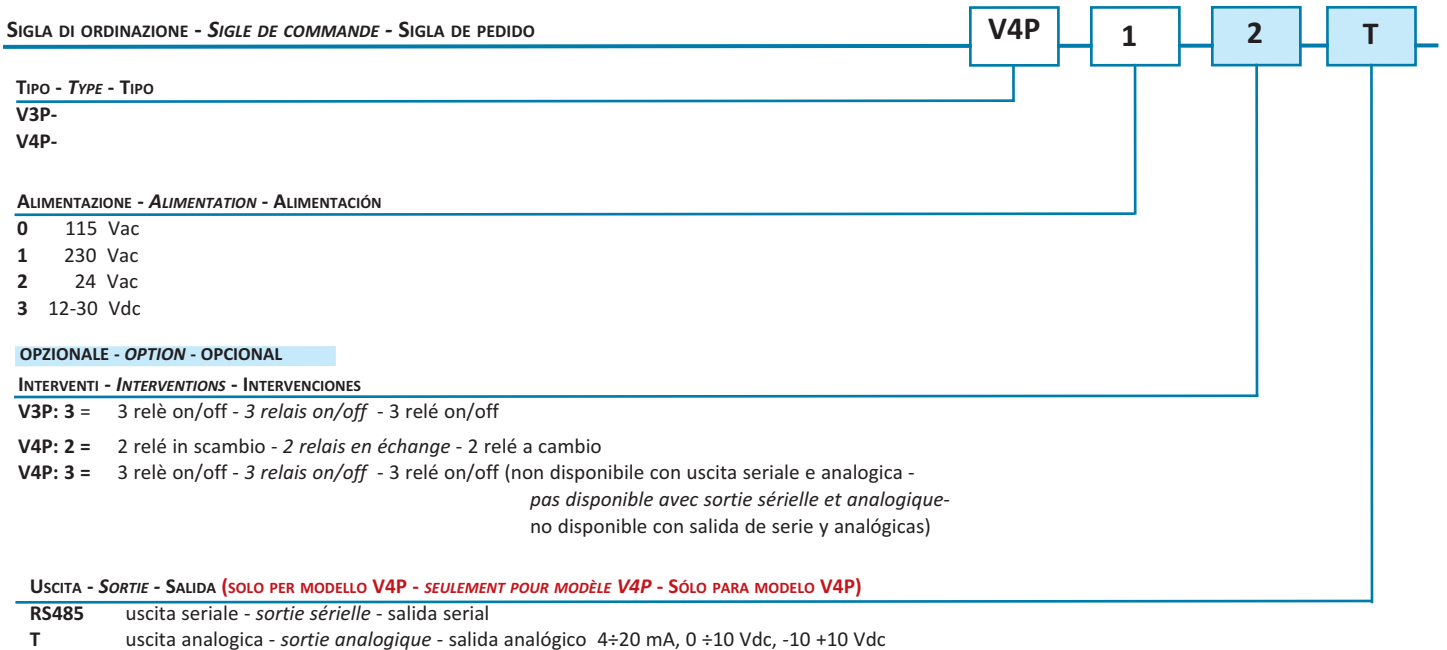 SIGLA DI ORDINAZIONE - SIGLE DE COMMANDE - SIGLA DE PEDIDO
V4P 1 2 T
TIPO - TYPE - TIPO
V3P-
V4P-
ALIMENTAZIONE - ALIMENTATION - ALIMENTACIÓN
0 115 Vac
1 230 Vac
2 24 Vac
3 12-30 Vdc
OPZIONALE - OPTION - OPCIONAL
INTERVENTI - INTERVENTIONS - INTERVENCIONES
V3P: 3 = 3 relè on/off - 3 relais on/off - 3 relé on/off
V4P: 2 = 2 relé in scambio - 2 relais en échange - 2 relé a cambio
V4P: 3 = 3 relè on/off - 3 relais on/off - 3 relé on/off (non disponibile con uscita seriale e analogica -
pas disponible avec sortie sérielle et analogique-
no disponible con salida de serie y analógicas)
USCITA - SORTIE - SALIDA (SOLO PER MODELLO V4P - SEULEMENT POUR MODÈLE V4P - SÓLO PARA MODELO V4P)
RS485 uscita seriale - sortie sérielle - salida serial
T uscita analogica - sortie analogique - salida analógico 4÷20 mA, 0 ÷10 Vdc, -10 +10 Vdc